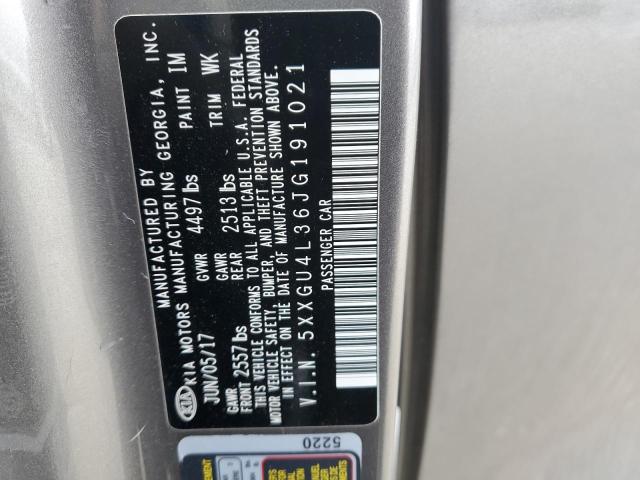 MANUFACTURED BY
KIA KIA MOTORS MANUFACTURING GEORGIA, INC.
JUN/05/17 GVWR 4497 lbs PAINT IM
GAWR FRONT 2557 lbs GAWR REAR 2513 lbs TRIM WK
THIS VEHICLE CONFORMS TO ALL APPLICABLE U.S.A. FEDERAL
MOTOR VEHICLE SAFETY, BUMPER, AND THEFT PREVENTION STANDARDS
IN EFFECT ON THE DATE OF MANUFACTURE SHOWN ABOVE.
V.I.N. 5XXGU4L36JG191021
PASSENGER CAR
5220